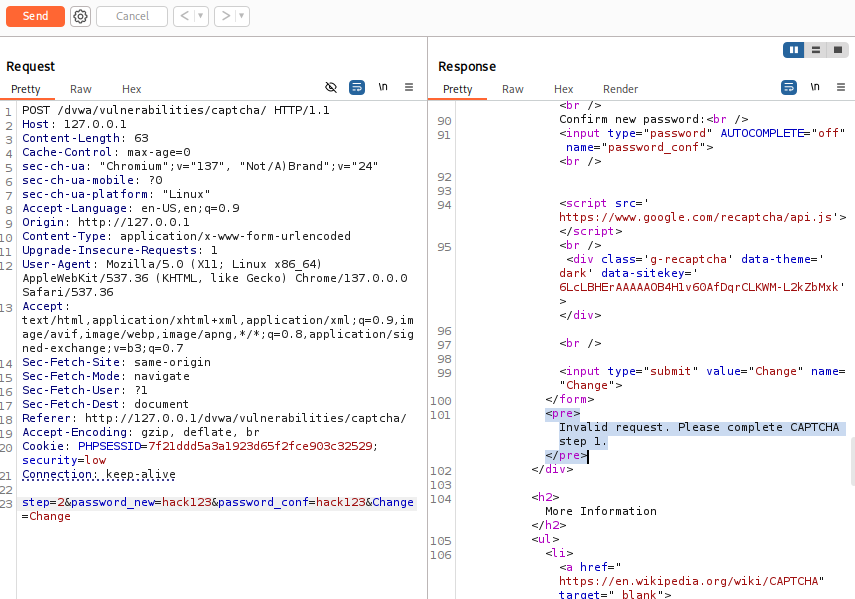 Send
Cancel
Request
Pretty Raw Hex
\n
1 POST /dvwa/vulnerabilities/captcha/ HTTP/1.1
2 Host: 127.0.0.1
3 Content-Length: 63
4 Cache-Control: max-age=0
5 sec-ch-ua: "Chromium";v="137", "Not/A)Brand";v="24"
6 sec-ch-ua-mobile: ?0
7 sec-ch-ua-platform: "Linux"
8 Accept-Language: en-US,en;q=0.9
9 Origin: http://127.0.0.1
10 Content-Type: application/x-www-form-urlencoded
11 Upgrade-Insecure-Requests: 1
12 User-Agent: Mozilla/5.0 (X11; Linux x86_64)
AppleWebKit/537.36 (KHTML, like Gecko) Chrome/137.0.0.0
Safari/537.36
13 Accept:
text/html,application/xhtml+xml,application/xml;q=0.9,im
age/avif,image/webp,image/apng,*/*;q=0.8,application/sig
ned-exchange;v=b3;q=0.7
14 Sec-Fetch-Site: same-origin
15 Sec-Fetch-Mode: navigate
16 Sec-Fetch-User: ?1
17 Sec-Fetch-Dest: document
18 Referer: http://127.0.0.1/dvwa/vulnerabilities/captcha/
19 Accept-Encoding: gzip, deflate, br
20 Cookie: PHPSESSID=7f21ddd5a3a1923d65f2fce903c32529;
security=low
21 Connection: keep-alive
22
23 step=2&password_new=hack123&password_conf=hack123&Change
=Change
Response
Pretty Raw Hex Render
\n
<br />
90 Confirm new password:<br />
91 <input type="password" AUTOCOMPLETE="off"
name="password_conf">
<br />
92
93
94 <script src='
https://www.google.com/recaptcha/api.js'>
</script>
95 <br />
<div class='g-recaptcha' data-theme='
dark' data-sitekey='
6LcLBHErAAAAAOB4H1v60AfDqrCLKWM-L2kZbMxk'
>
</div>
96
97 <br />
98
99 <input type="submit" value="Change" name=
"Change">
100 </form>
101 <pre>
Invalid request. Please complete CAPTCHA
step 1.
</pre>
102 </div>
103
104 <h2>
More Information
</h2>
105 <ul>
106 <li>
<a href="
https://en.wikipedia.org/wiki/CAPTCHA"
target="_blank">